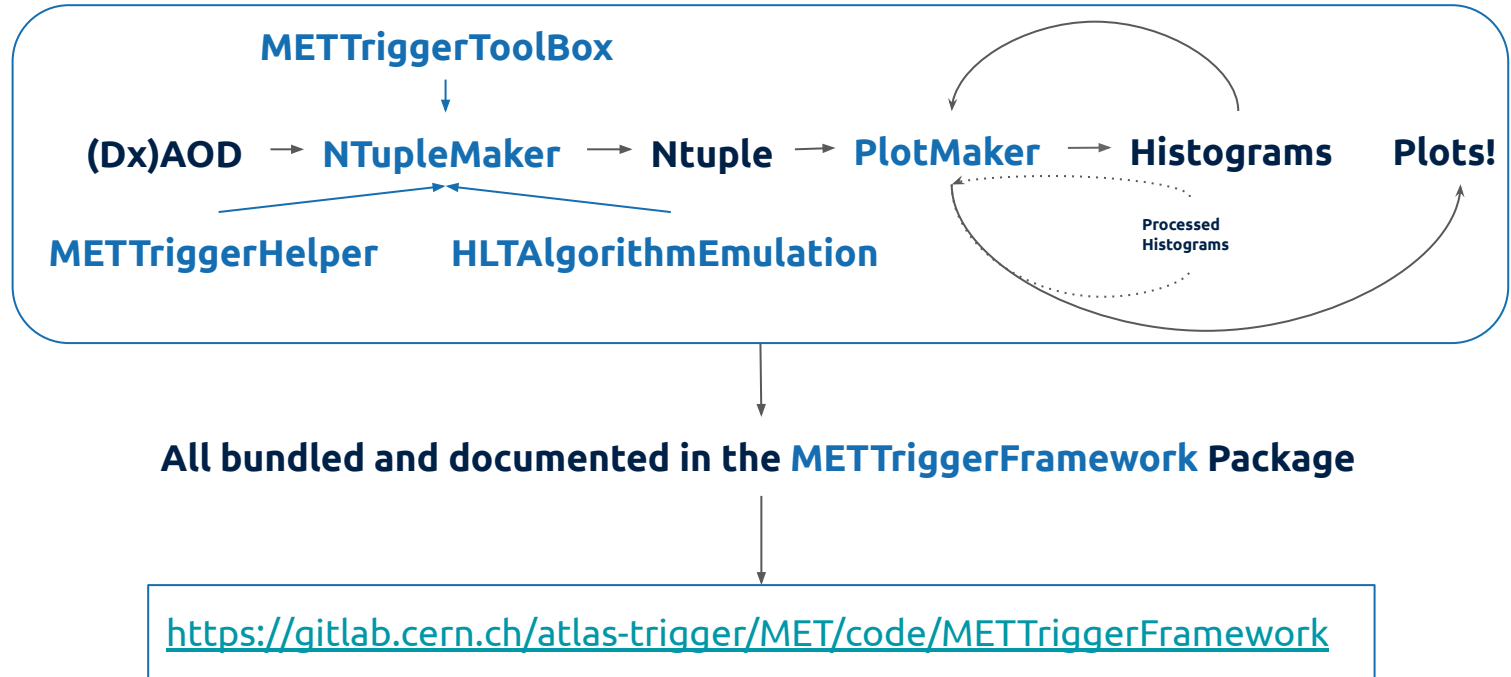 METTriggerToolBox
(Dx)AOD NTupleMaker Ntuple PlotMaker Histograms Plots!
Processed
Histograms
METTriggerHelper HLTAlgorithmEmulation
All bundled and documented in the METTriggerFramework Package
https://gitlab.cern.ch/atlas-trigger/MET/code/METTriggerFramework